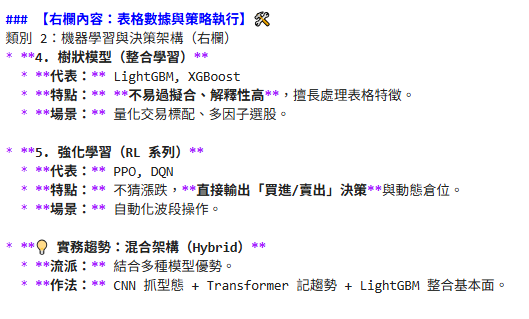 ### 【右欄內容：表格數據與策略執行】🛠️
類別 2：機器學習與決策架構（右欄）
* **4. 樹狀模型（整合學習）**
  * **代表：** LightGBM, XGBoost
  * **特點：** **不易過擬合、解釋性高**，擅長處理表格特徵。
  * **場景：** 量化交易標配、多因子選股。

* **5. 強化學習（RL 系列）**
  * **代表：** PPO, DQN
  * **特點：** 不猜漲跌，**直接輸出「買進/賣出」決策**與動態倉位。
  * **場景：** 自動化波段操作。

* **💡 實務趨勢：混合架構（Hybrid）**
  * **流派：** 結合多種模型優勢。
  * **作法：** CNN 抓型態 + Transformer 記趨勢 + LightGBM 整合基本面。